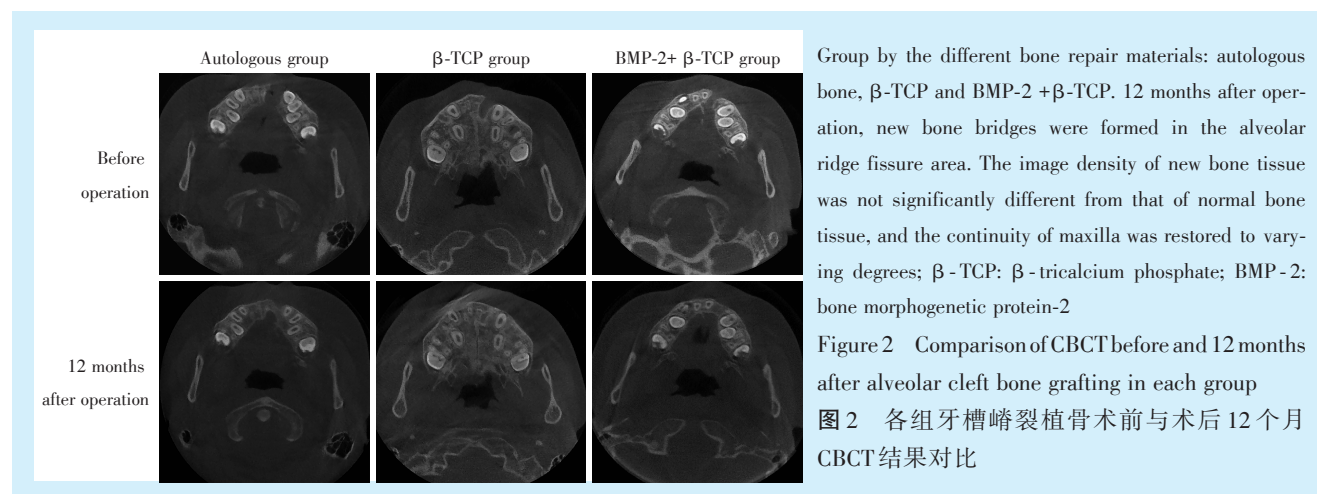 Autologous group
β-TCP group
BMP-2+ β-TCP group
Before
operation
12 months
after operation
Group by the different bone repair materials: autologous
bone, β-TCP and BMP-2 +β-TCP. 12 months after oper-
ation, new bone bridges were formed in the alveolar
ridge fissure area. The image density of new bone tissue
was not significantly different from that of normal bone
tissue, and the continuity of maxilla was restored to vary-
ing degrees; β-TCP: β-tricalcium phosphate; BMP-2:
bone morphogenetic protein-2
Figure 2 Comparison of CBCT before and 12 months
after alveolar cleft bone grafting in each group
图 2 各组牙槽嵴裂植骨术前与术后 12 个月
CBCT 结果对比